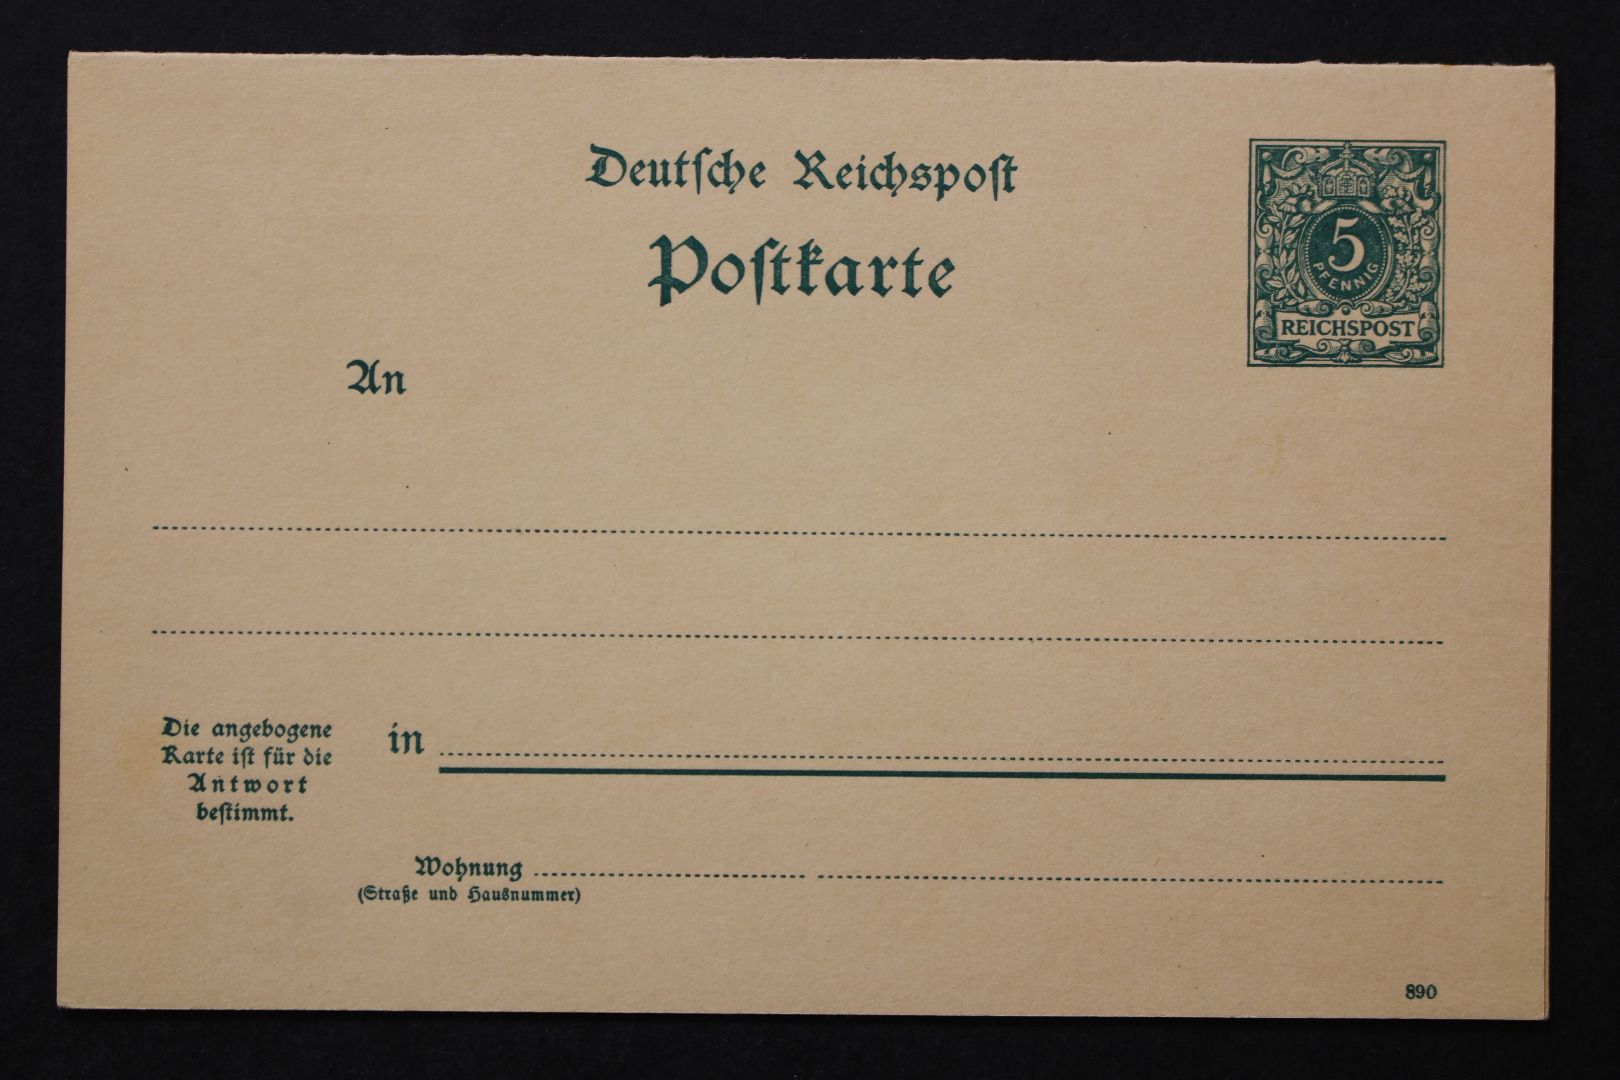 Deutſche Reichspoſt
Poſtkarte
5
PFENNIG
REICHSPOST
An
Die angebogene
Karte iſt für die
Antwort
beſtimmt.
in
Wohnung
(Straße und Hausnummer)
890